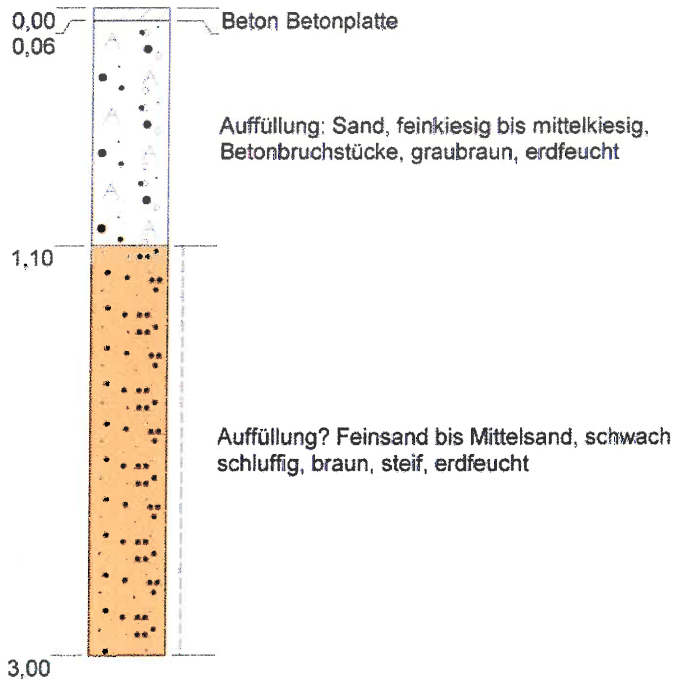 0,00 Beton Betonplatte
0,06
Auffüllung: Sand, feinkiesig bis mittelkiesig,
Betonbruchstücke, graubraun, erdfeucht
1,10
Auffüllung? Feinsand bis Mittelsand, schwach
schluffig, braun, steif, erdfeucht
3,00